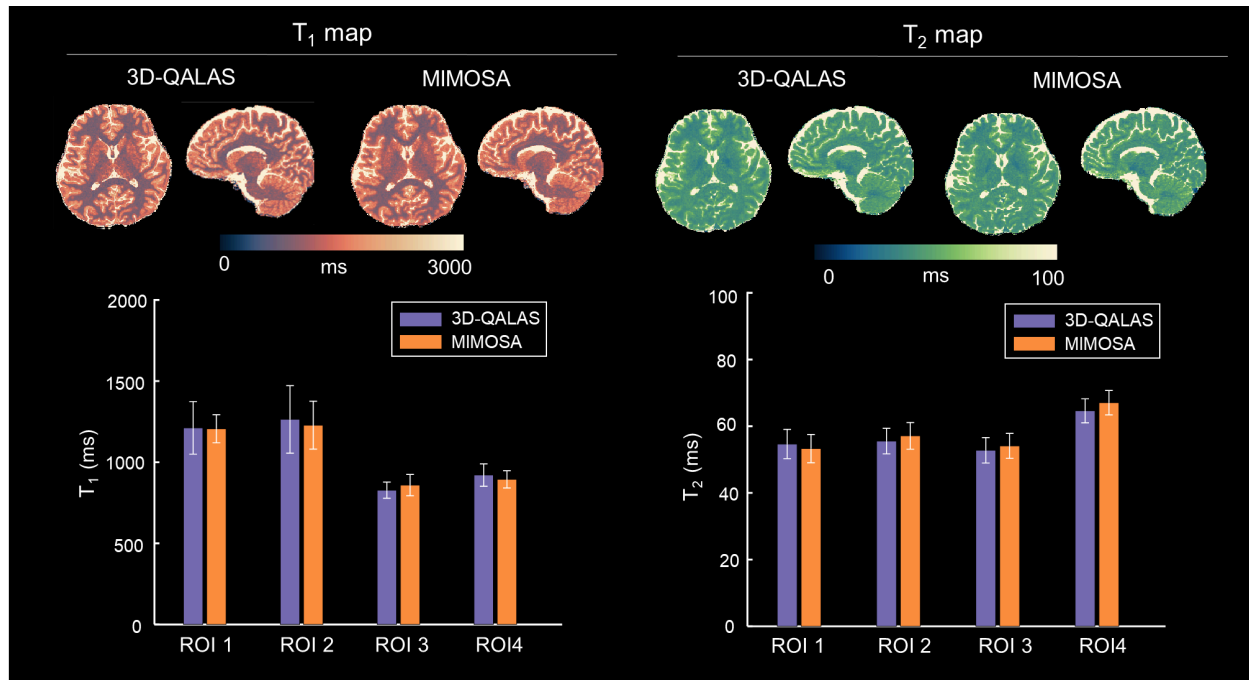 T₁ map
3D-QALAS MIMOSA
0 ms 3000
2000
1500
1000
500
0
T₁ (ms)
3D-QALAS
MIMOSA
ROI 1 ROI 2 ROI 3 ROI4
T₂ map
3D-QALAS MIMOSA
0 ms 100
100
80
60
40
20
0
T₂ (ms)
3D-QALAS
MIMOSA
ROI 1 ROI 2 ROI 3 ROI4